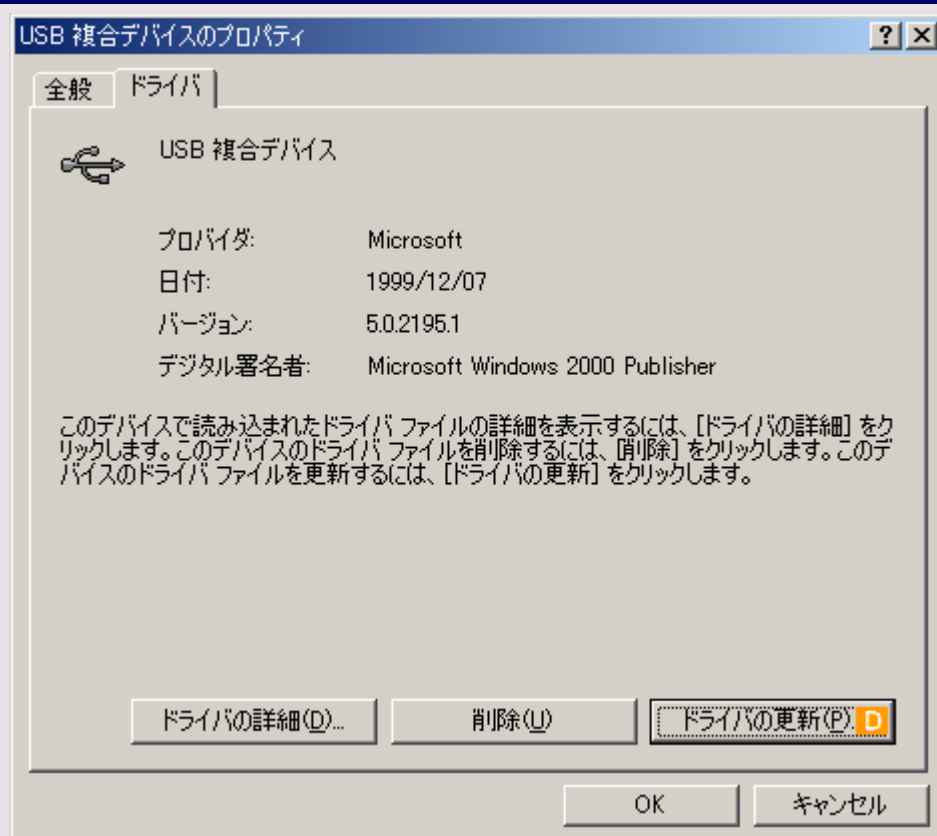 USB 複合デバイスのプロパティ
全般 ドライバ
USB 複合デバイス
プロバイダ: Microsoft
日付: 1999/12/07
バージョン: 5.0.2195.1
デジタル署名者: Microsoft Windows 2000 Publisher
このデバイスで読み込まれたドライバ ファイルの詳細を表示するには、[ドライバの詳細] をク
リックします。このデバイスのドライバ ファイルを削除するには、[削除] をクリックします。このデ
バイスのドライバ ファイルを更新するには、[ドライバの更新] をクリックします。
ドライバの詳細(D)... 削除(U) ドライバの更新(P). D
OK キャンセル